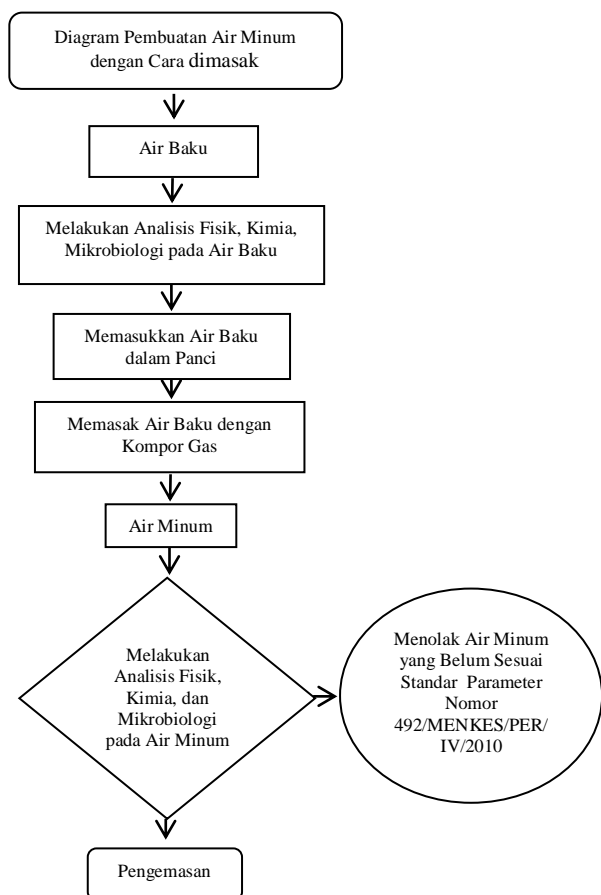 Diagram Pembuatan Air Minum
dengan Cara dimasak
Air Baku
Melakukan Analisis Fisik, Kimia,
Mikrobiologi pada Air Baku
Memasukkan Air Baku
dalam Panci
Memasak Air Baku dengan
Kompor Gas
Air Minum
Melakukan
Analisis Fisik,
Kimia, dan
Mikrobiologi
pada Air Minum
Menolak Air Minum
yang Belum Sesuai
Standar Parameter
Nomor
492/MENKES/PER/
IV/2010
Pengemasan